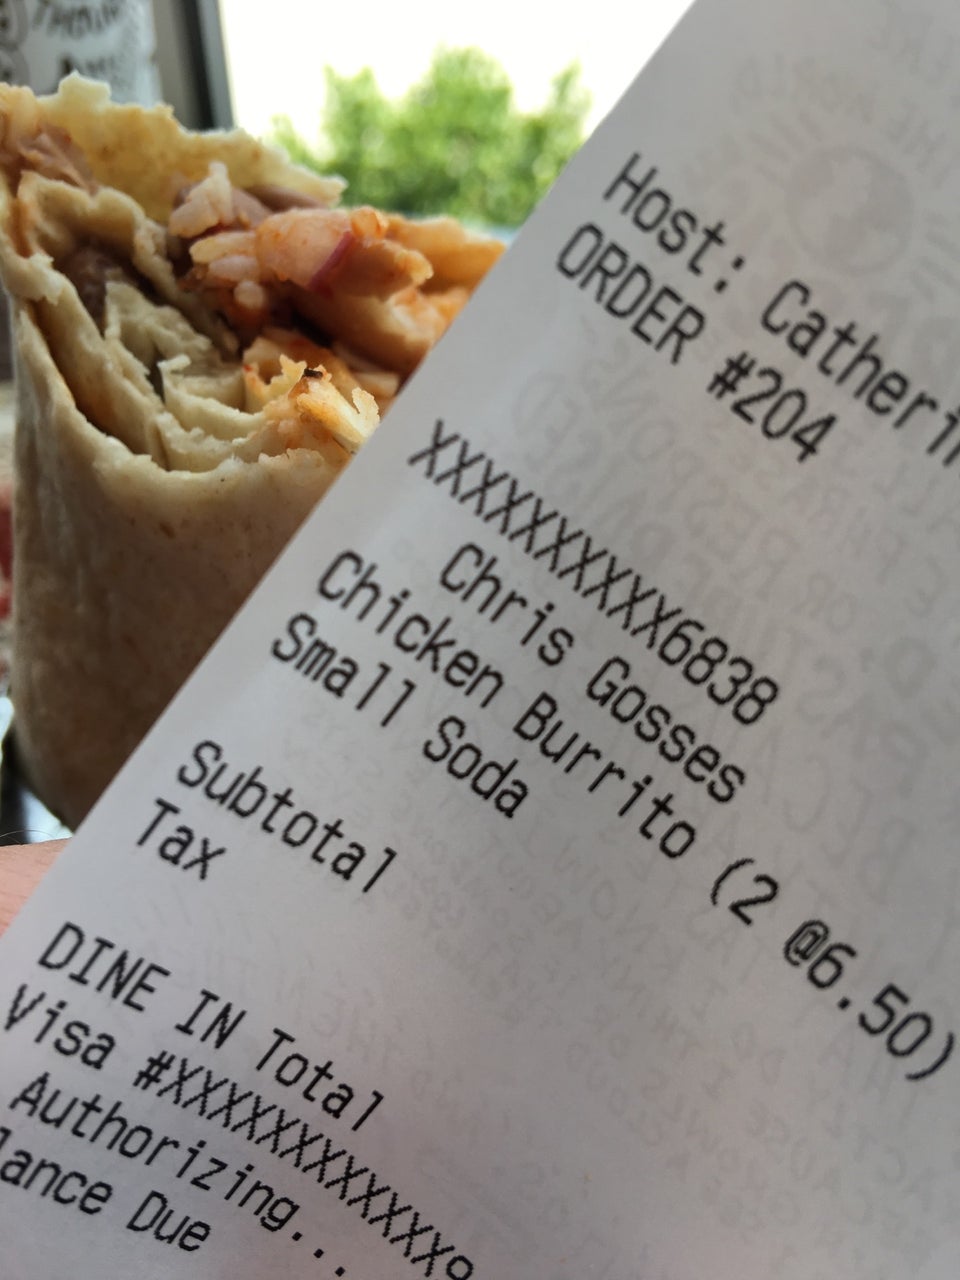 Host: Catheri
ORDER #204
XXXXXXXXXXX6838
Chris Gosses
Chicken Burrito (2 @6.50)
Small Soda
Subtotal
Tax
DINE IN Total
Visa #XXXXXXXXXXXX
Authorizing...
lance Due